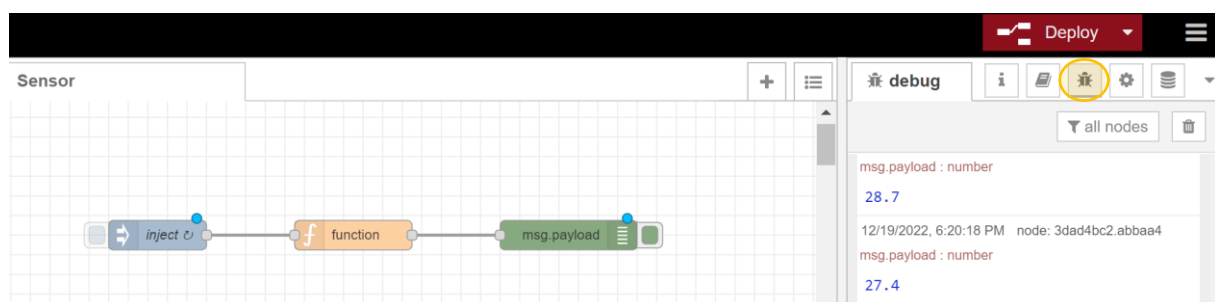 Deploy
Sensor
debug
all nodes
msg.payload : number
28.7
12/19/2022, 6:20:18 PM node: 3dad4bc2.abbaa4
msg.payload : number
27.4
inject ↻
function
msg.payload